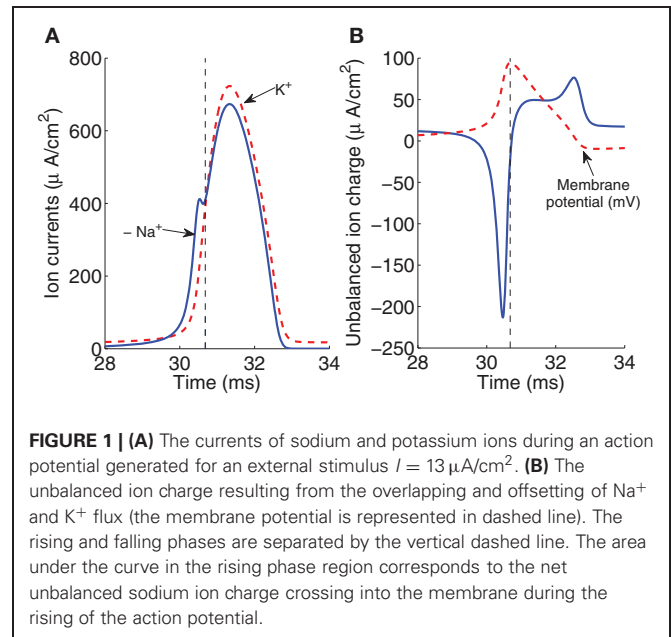 A
B
800
600
400
200
0
Ion currents (μ A/cm²)
K⁺
– Na⁺
28 30 32 34
Time (ms)
100
50
0
−50
−100
−150
−200
−250
Unbalanced ion charge (μ A/cm²)
Membrane
potential (mV)
28 30 32 34
Time (ms)
FIGURE 1 | (A) The currents of sodium and potassium ions during an action
potential generated for an external stimulus I = 13 μA/cm². (B) The
unbalanced ion charge resulting from the overlapping and offsetting of Na⁺
and K⁺ flux (the membrane potential is represented in dashed line). The
rising and falling phases are separated by the vertical dashed line. The area
under the curve in the rising phase region corresponds to the net
unbalanced sodium ion charge crossing into the membrane during the
rising of the action potential.